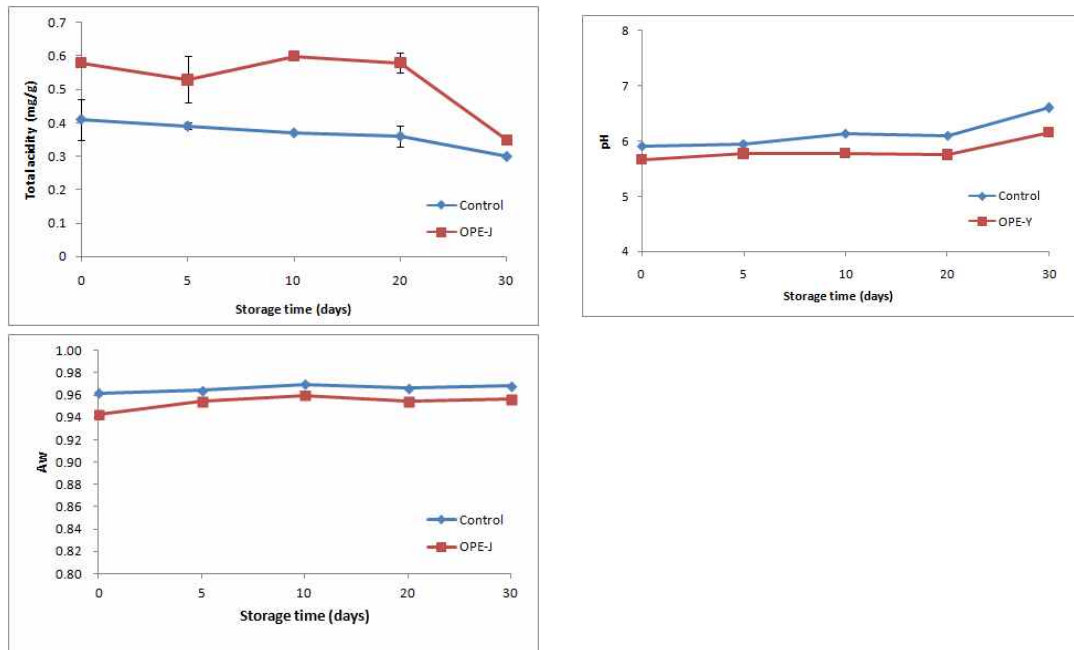 0.7
0.6
0.5
0.4
0.3
0.2
0.1
0
Total acidity (mg/g)
Control
OPE-J
0 5 10 20 30
Storage time (days)
8
7
6
5
4
pH
Control
OPE-Y
0 5 10 20 30
Storage time (days)
1.00
0.98
0.96
0.94
0.92
0.90
0.88
0.86
0.84
0.82
0.80
Aw
Control
OPE-J
0 5 10 20 30
Storage time (days)